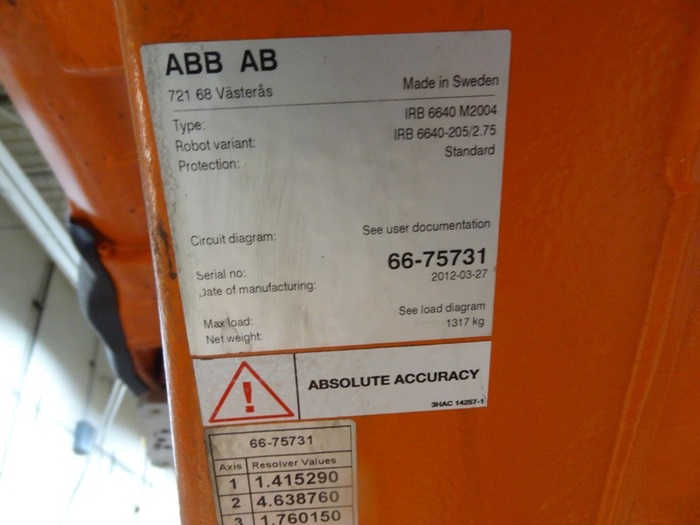 ABB AB
721 68 Västerås Made in Sweden
Type: IRB 6640 M2004
Robot variant: IRB 6640-205/2.75
Protection: Standard
Circuit diagram: See user documentation
Serial no: 66-75731
Date of manufacturing: 2012-03-27
Max load: See load diagram
Net weight: 1317 kg
ABSOLUTE ACCURACY
3HAC 14257-1
66-75731
Axis Resolver Values
1 1.415290
2 4.638760
3 1.760150